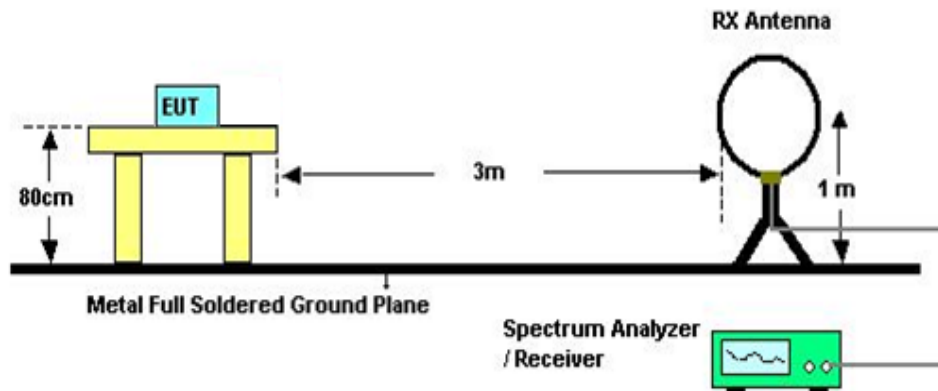 RX Antenna
EUT
80cm
3m
1 m
Metal Full Soldered Ground Plane
Spectrum Analyzer
/ Receiver